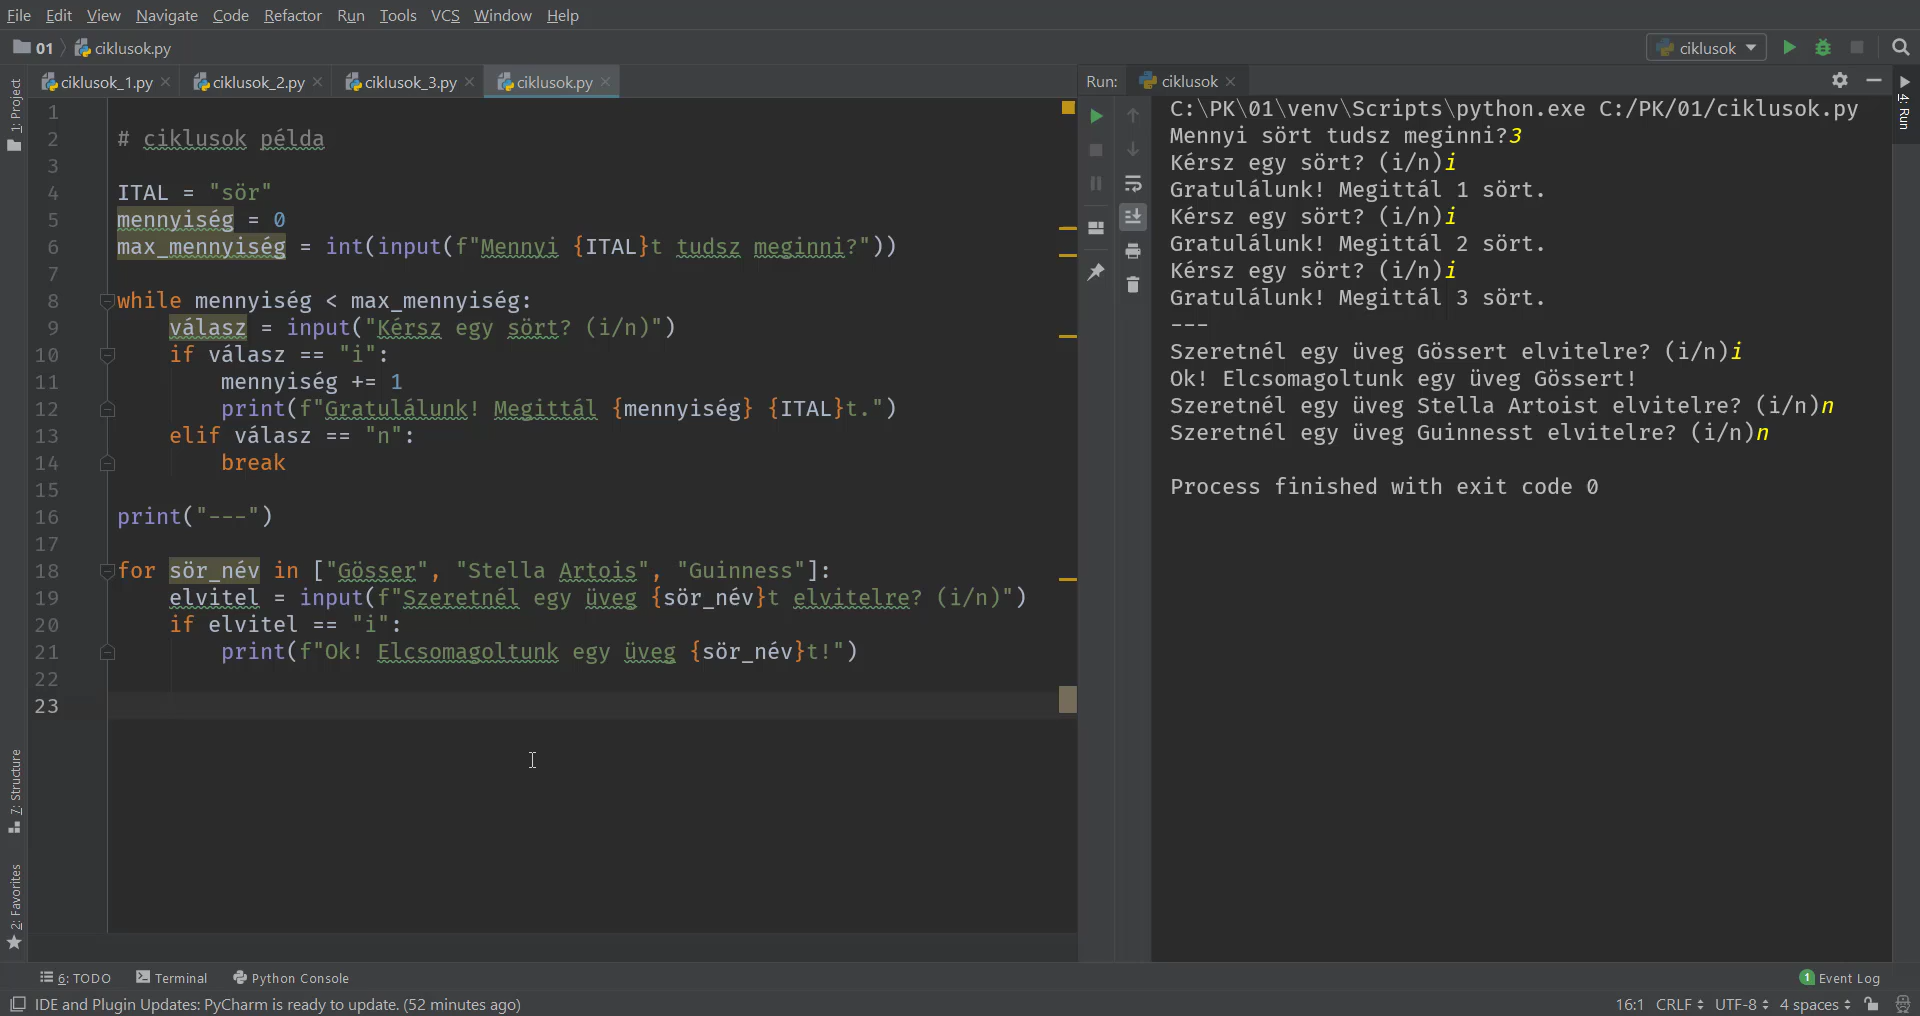 File Edit View Navigate Code Refactor Run Tools VCS Window Help
01 ciklusok.py
ciklusok
ciklusok_1.py ciklusok_2.py ciklusok_3.py ciklusok.py
Run: ciklusok
1: Project
7: Structure
2: Favorites
4: Run
1
2 # ciklusok példa
3
4 ITAL = "sör"
5 mennyiség = 0
6 max_mennyiség = int(input(f"Mennyi {ITAL}t tudsz meginni?"))
7
8 while mennyiség < max_mennyiség:
9 válasz = input("Kérsz egy sört? (i/n)")
10 if válasz == "i":
11 mennyiség += 1
12 print(f"Gratulálunk! Megittál {mennyiség} {ITAL}t.")
13 elif válasz == "n":
14 break
15
16 print("---")
17
18 for sör_név in ["Gösser", "Stella Artois", "Guinness"]:
19 elvitel = input(f"Szeretnél egy üveg {sör_név}t elvitelre? (i/n)")
20 if elvitel == "i":
21 print(f"Ok! Elcsomagoltunk egy üveg {sör_név}t!")
22
23
C:\PK\01\venv\Scripts\python.exe C:/PK/01/ciklusok.py
Mennyi sört tudsz meginni?3
Kérsz egy sört? (i/n)i
Gratulálunk! Megittál 1 sört.
Kérsz egy sört? (i/n)i
Gratulálunk! Megittál 2 sört.
Kérsz egy sört? (i/n)i
Gratulálunk! Megittál 3 sört.
---
Szeretnél egy üveg Gössert elvitelre? (i/n)i
Ok! Elcsomagoltunk egy üveg Gössert!
Szeretnél egy üveg Stella Artoist elvitelre? (i/n)n
Szeretnél egy üveg Guinnesst elvitelre? (i/n)n
Process finished with exit code 0
6: TODO Terminal Python Console
1 Event Log
IDE and Plugin Updates: PyCharm is ready to update. (52 minutes ago)
16:1 CRLF UTF-8 4 spaces